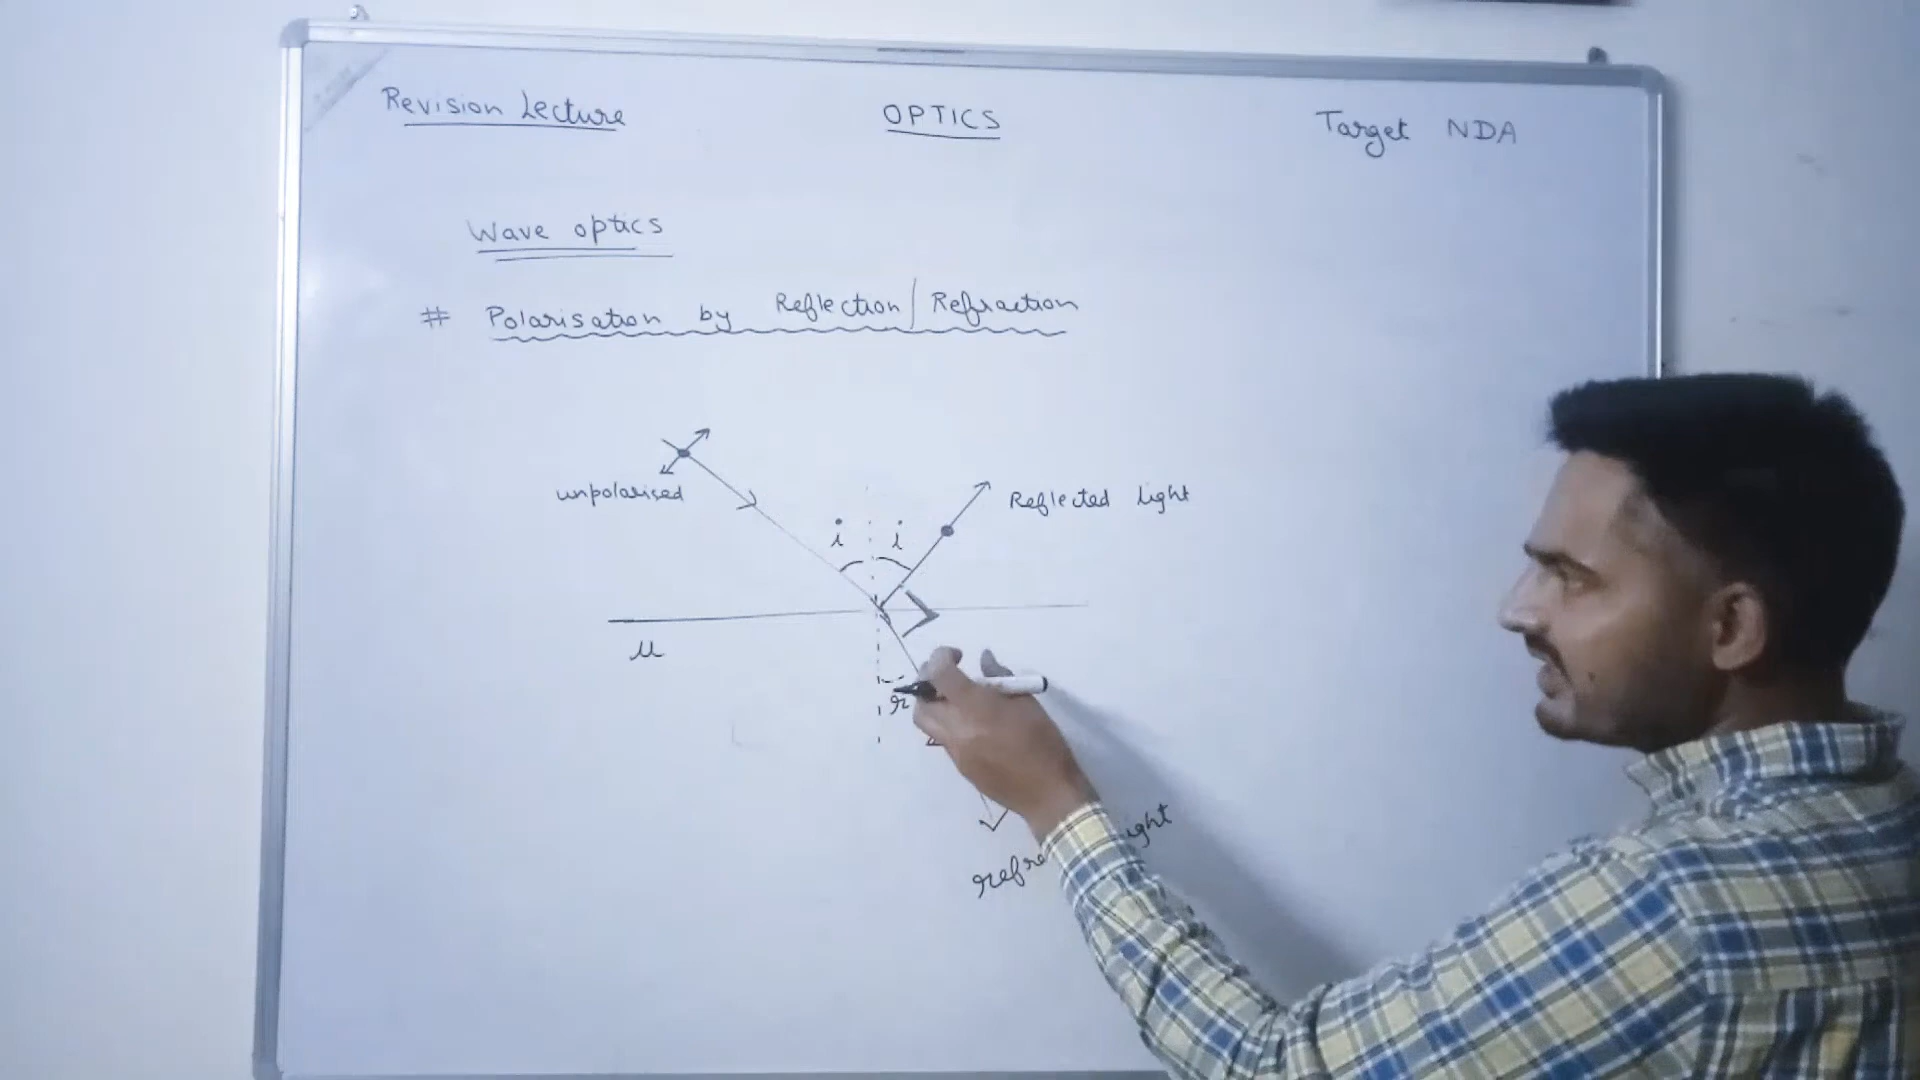 Revision Lecture
OPTICS
Target NDA
Wave optics
# Polarisation by Reflection/Refraction
unpolarised
i i
Reflected light
μ
r